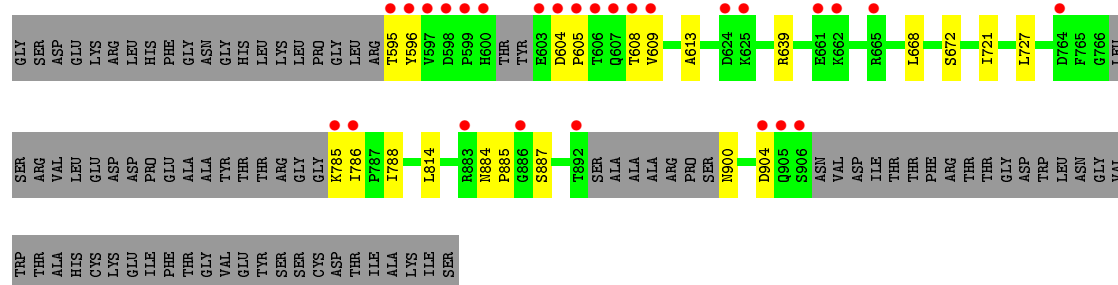 GLY SER ASP GLU LYS ARG LEU HIS PHE GLY ASN GLY HIS LEU LYS LEU PRO GLY LEU ARG T595 Y596 V597 D598 P599 H600 THR TYR E603 D604 P605 T606 Q607 T608 V609 A613 D624 K625 R639 E661 K662 R665 L668 S672 I721 L727 D764 F765 G766 LEU
SER ARG VAL LEU GLU ASP ASP PRO GLU ALA ALA TYR THR THR ARG GLY GLY K785 I786 P787 I788 L814 R883 N884 P885 G886 S887 T892 SER ALA ALA ALA ARG PRO SER N900 D904 Q905 S906 ASN VAL ASP ILE THR THR PHE ARG THR THR GLY ASP TRP LEU ASN GLY VAL
TRP THR ALA HIS CYS LYS GLU ILE PHE THR GLY VAL GLU TYR SER SER CYS ASP THR ILE ALA LYS ILE SER